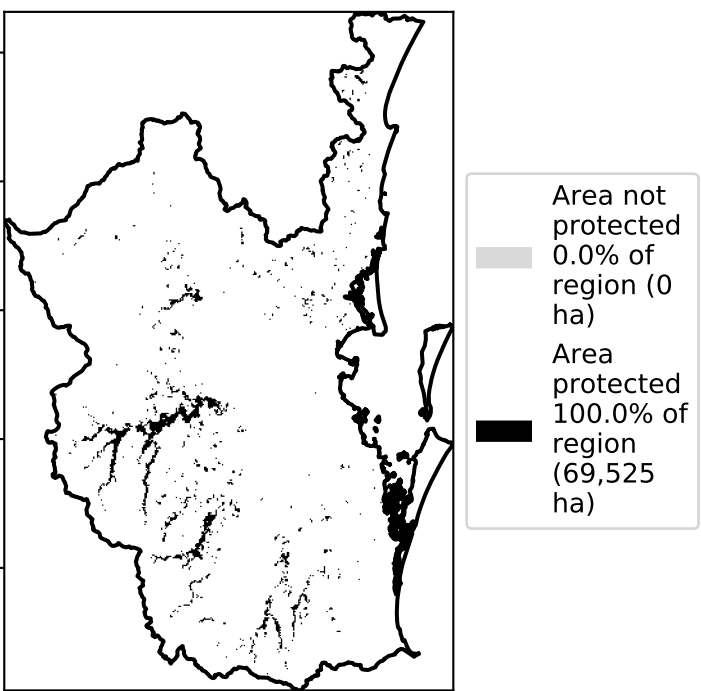 Area not
protected
0.0% of
region (0
ha)
Area
protected
100.0% of
region
(69,525
ha)